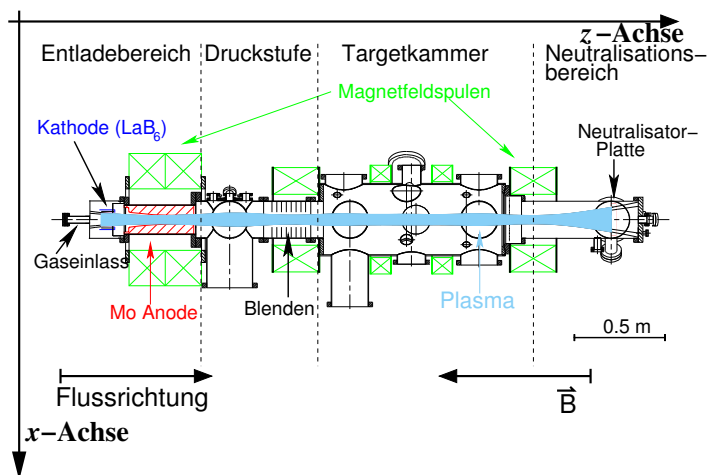 z−Achse
Entladebereich
Druckstufe
Targetkammer
Neutralisations−
bereich
Magnetfeldspulen
Kathode (LaB6)
Neutralisator-
Platte
Gaseinlass
Mo Anode
Blenden
Plasma
0.5 m
Flussrichtung
B
x−Achse